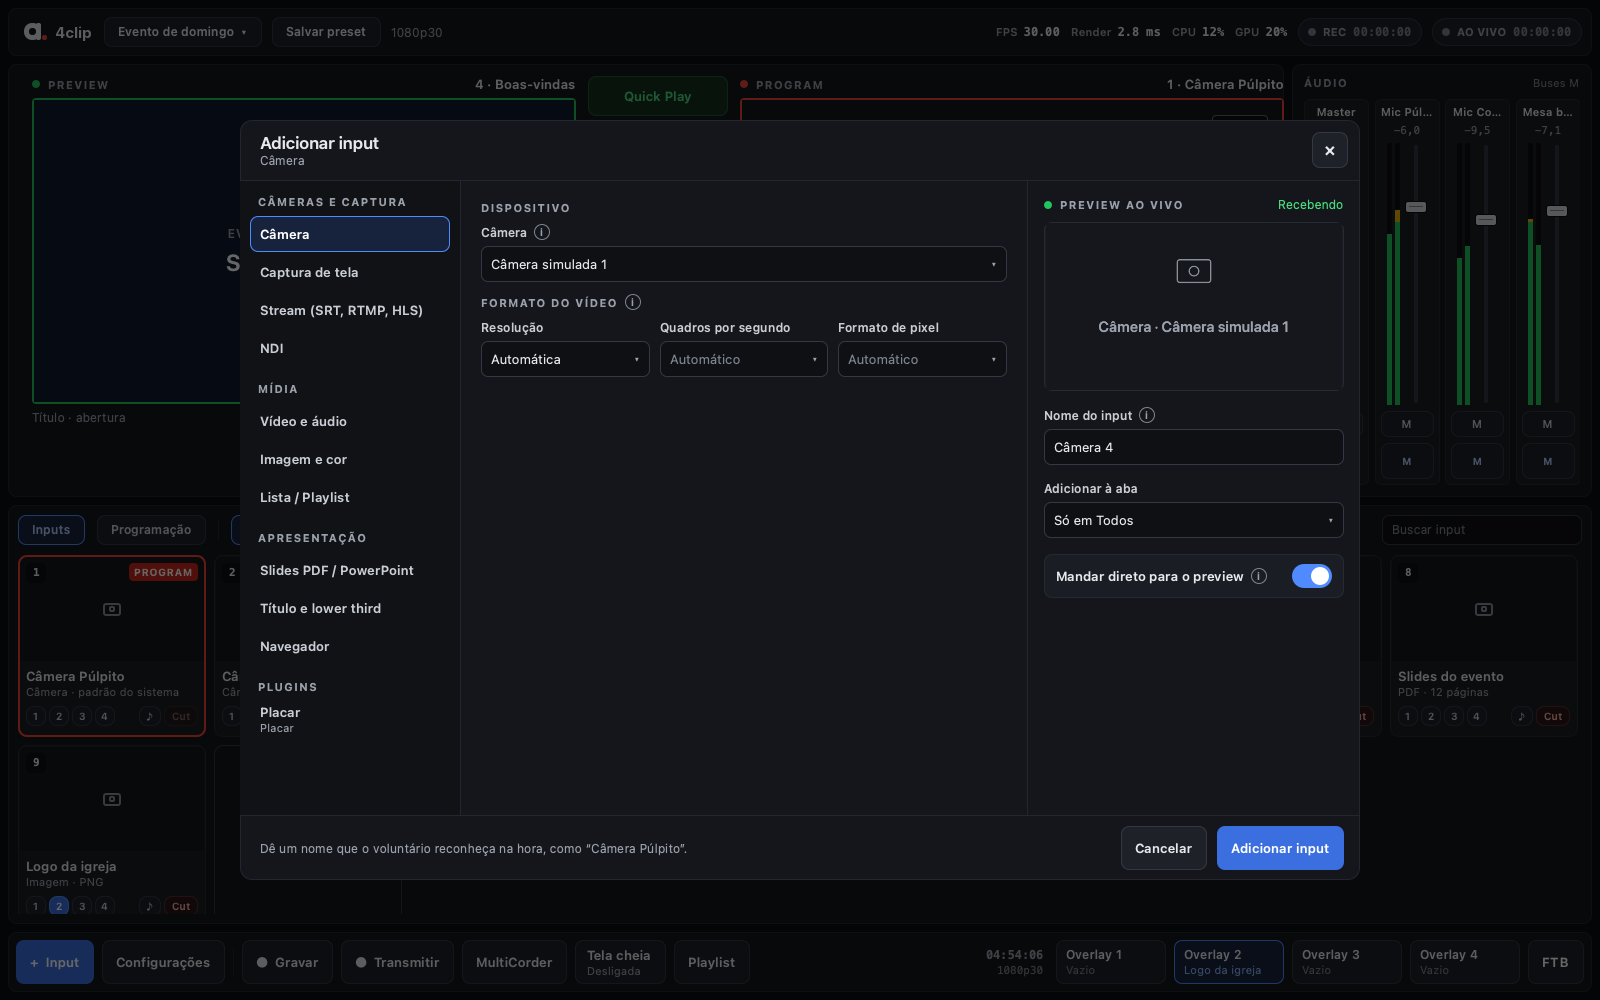 a. 4clip
Evento de domingo
Salvar preset
1080p30
FPS 30.00 Render 2.8 ms CPU 12% GPU 20%
REC 00:00:00
AO VIVO 00:00:00
PREVIEW
4 · Boas-vindas
Quick Play
PROGRAM
1 · Câmera Púlpito
ÁUDIO
Buses M
Master
Mic Púl...
Mic Co...
Mesa b...
−6,0
−9,5
−7,1
M
M
M
M
M
M
Título · abertura
Adicionar input
Câmera
×
CÂMERAS E CAPTURA
Câmera
Captura de tela
Stream (SRT, RTMP, HLS)
NDI
MÍDIA
Vídeo e áudio
Imagem e cor
Lista / Playlist
APRESENTAÇÃO
Slides PDF / PowerPoint
Título e lower third
Navegador
PLUGINS
Placar
Placar
DISPOSITIVO
Câmera i
Câmera simulada 1
FORMATO DO VÍDEO i
Resolução
Quadros por segundo
Formato de pixel
Automática
Automático
Automático
PREVIEW AO VIVO
Recebendo
Câmera · Câmera simulada 1
Nome do input i
Câmera 4
Adicionar à aba
Só em Todos
Mandar direto para o preview i
Dê um nome que o voluntário reconheça na hora, como “Câmera Púlpito”.
Cancelar
Adicionar input
Inputs
Programação
Buscar input
1
PROGRAM
Câmera Púlpito
Câmera · padrão do sistema
1 2 3 4 ♪ Cut
2
1
8
Slides do evento
PDF · 12 páginas
1 2 3 4 ♪ Cut
9
Logo da igreja
Imagem · PNG
1 2 3 4 ♪ Cut
+ Input
Configurações
Gravar
Transmitir
MultiCorder
Tela cheia
Desligada
Playlist
04:54:06
1080p30
Overlay 1
Vazio
Overlay 2
Logo da igreja
Overlay 3
Vazio
Overlay 4
Vazio
FTB